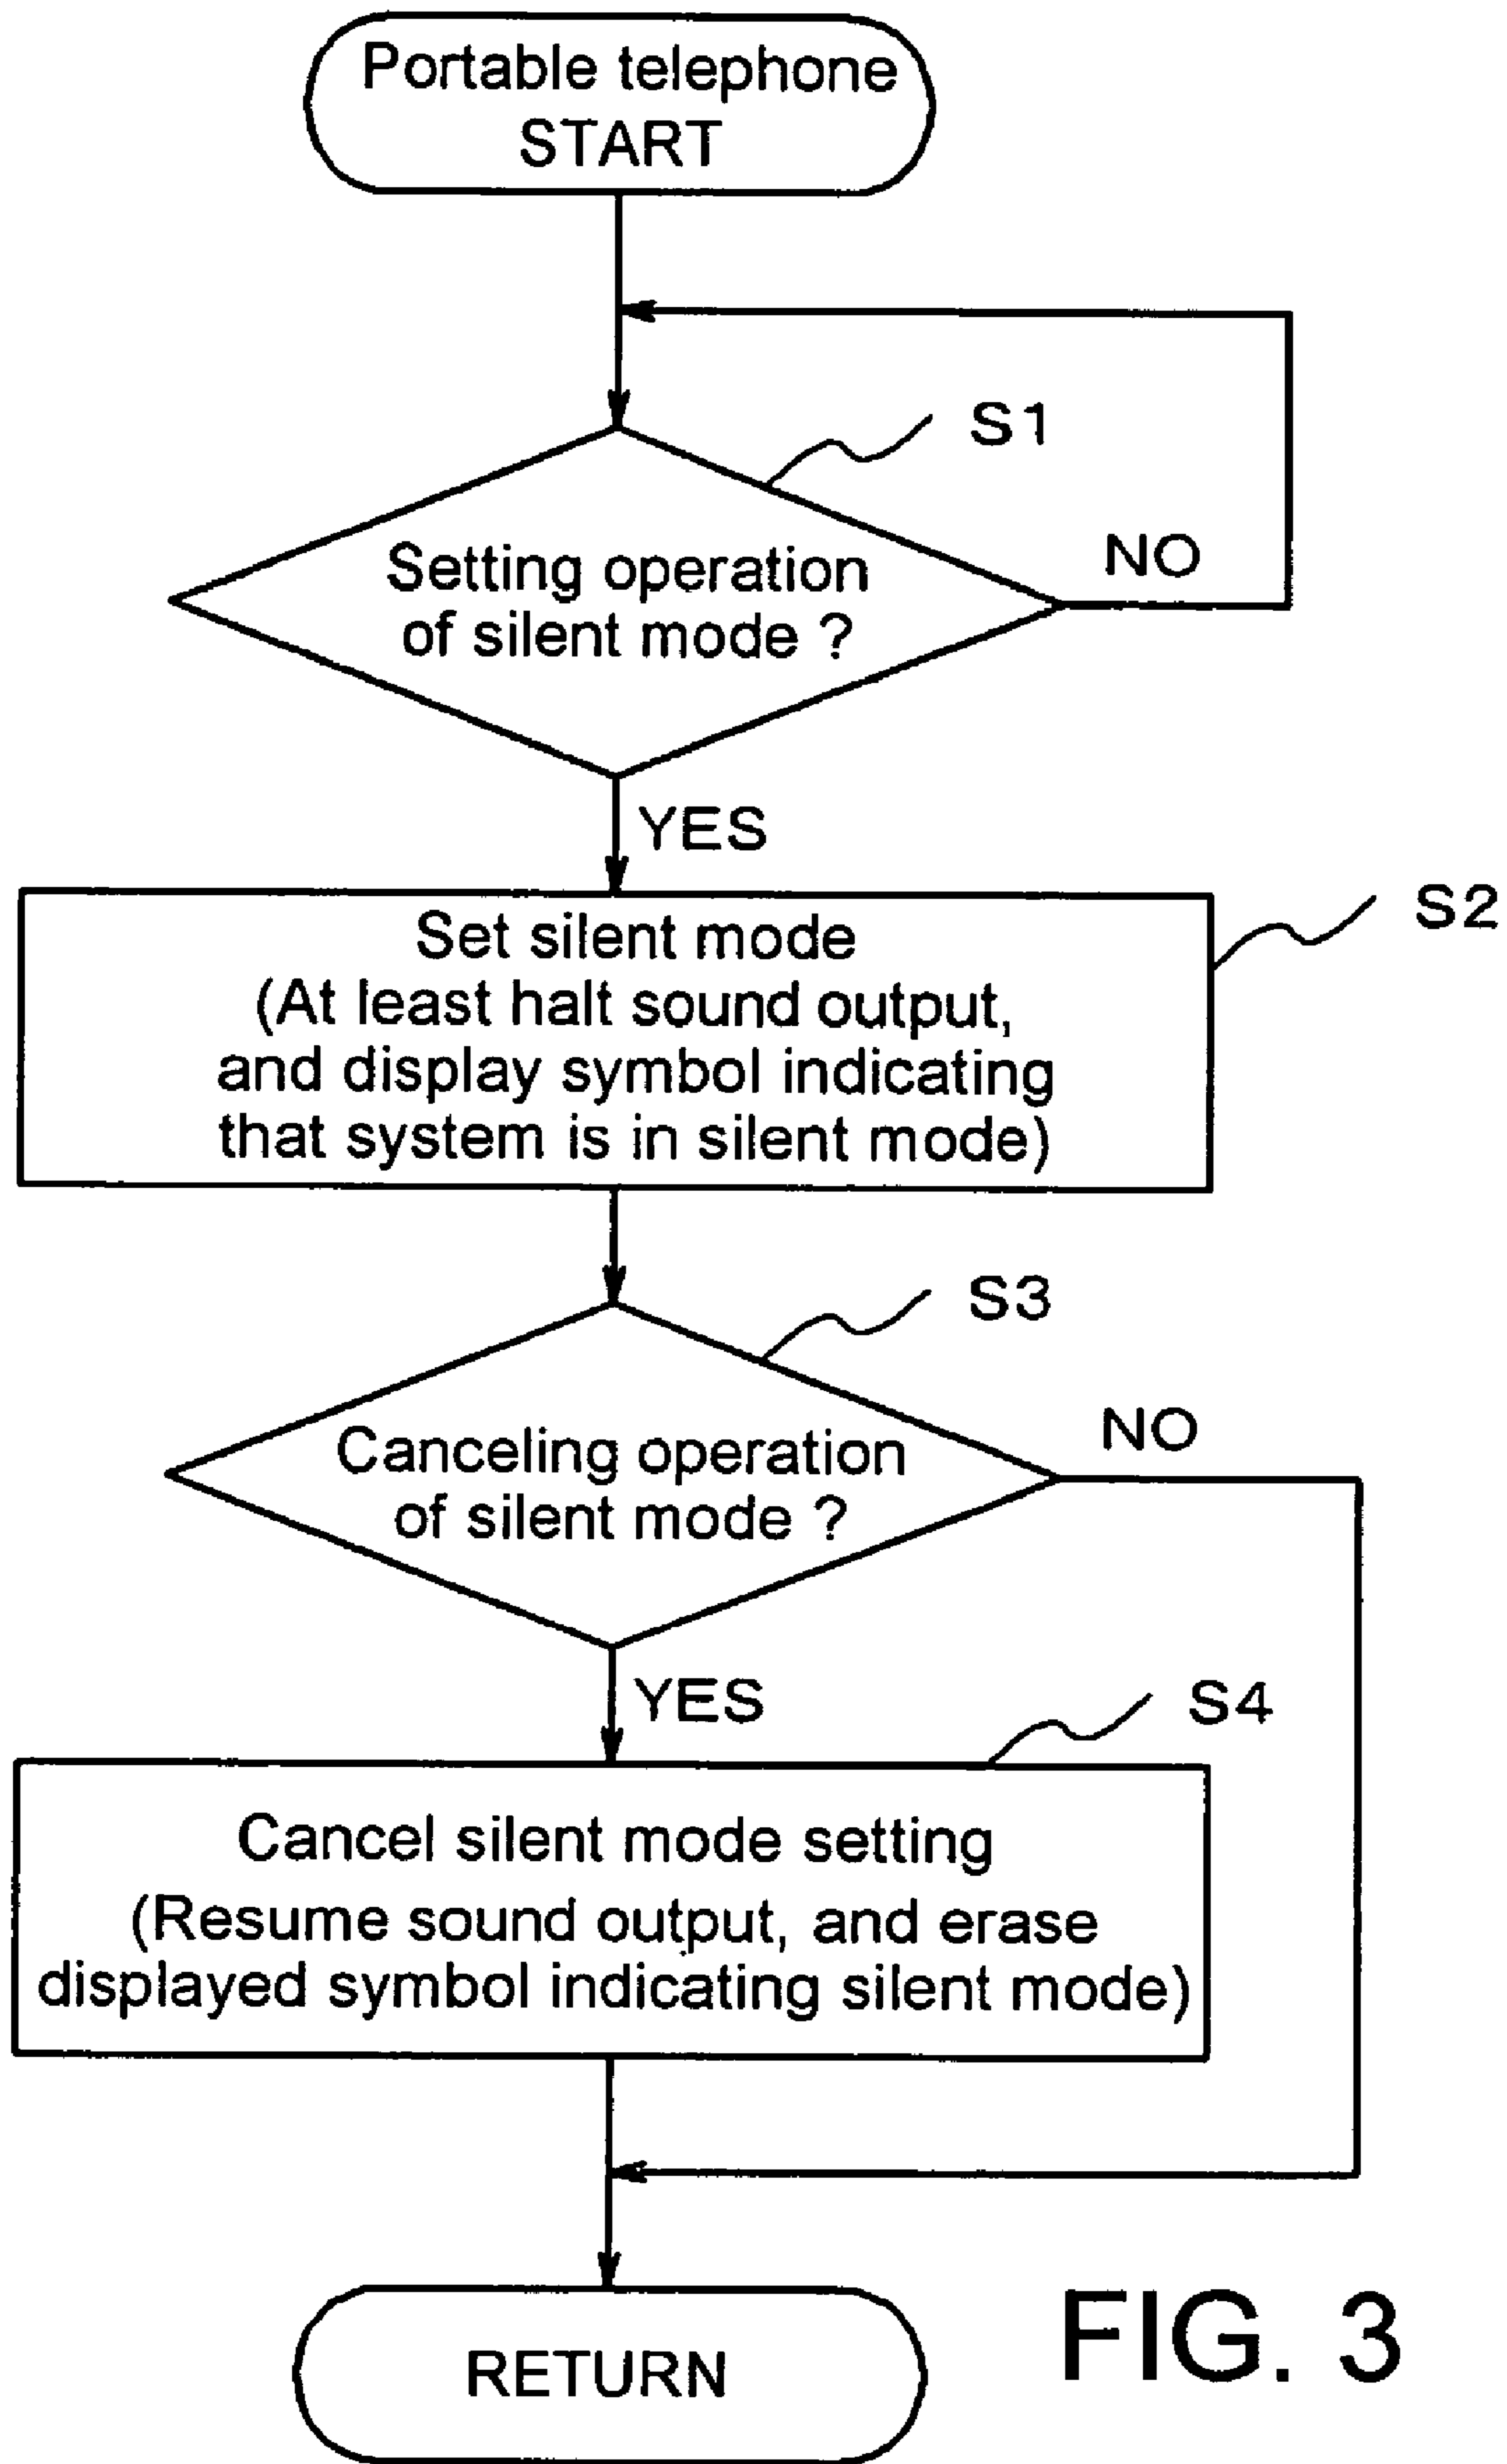 Portable telephone
START
S1
Setting operation
of silent mode ?
NO
YES
S2
Set silent mode
(At least halt sound output,
and display symbol indicating
that system is in silent mode)
S3
Canceling operation
of silent mode ?
NO
YES
S4
Cancel silent mode setting
(Resume sound output, and erase
displayed symbol indicating silent mode)
RETURN
FIG. 3